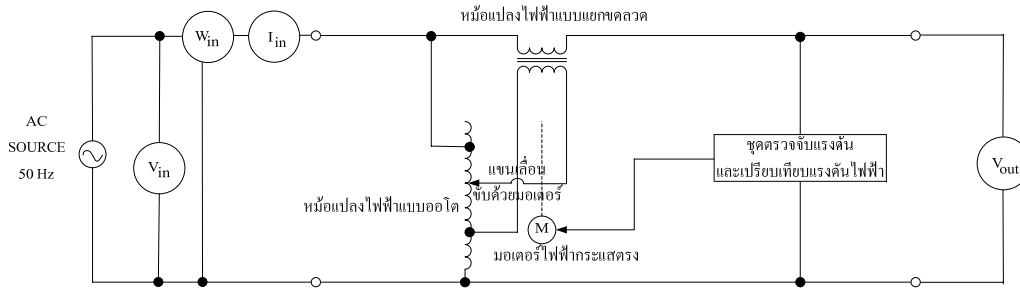 หม้อแปลงไฟฟ้าแบบแยกขดลวด
W in
I in
AC
SOURCE
50 Hz
V in
แขนเลื่อน
ขับด้วยมอเตอร์
หม้อแปลงไฟฟ้าแบบออโต
M
มอเตอร์ไฟฟ้ากระแสตรง
ชุดตรวจจับแรงดัน
และเปรียบเทียบแรงดันไฟฟ้า
V out